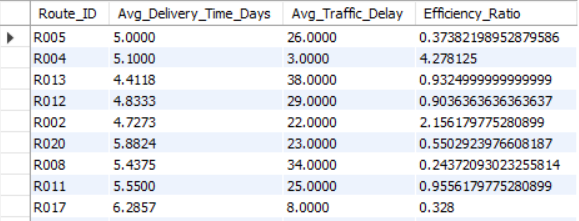 Route_ID Avg_Delivery_Time_Days Avg_Traffic_Delay Efficiency_Ratio
R005 5.0000 26.0000 0.37382198952879586
R004 5.1000 3.0000 4.278125
R013 4.4118 38.0000 0.9324999999999999
R012 4.8333 29.0000 0.9036363636363637
R002 4.7273 22.0000 2.156179775280899
R020 5.8824 23.0000 0.5502923976608187
R008 5.4375 34.0000 0.24372093023255814
R011 5.5500 25.0000 0.9556179775280899
R017 6.2857 8.0000 0.328